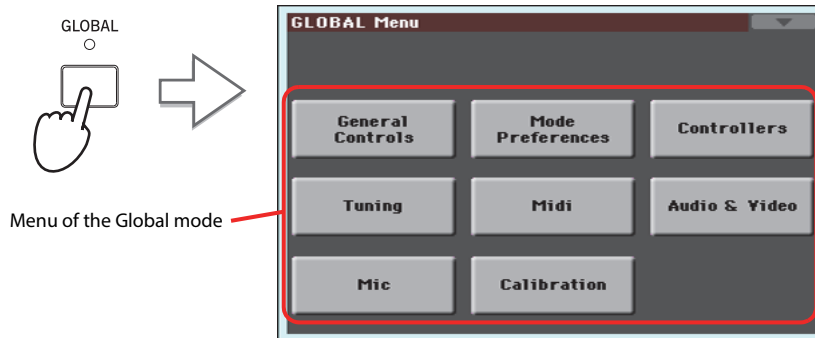 GLOBAL
GLOBAL Menu
General
Controls
Mode
Preferences
Controllers
Tuning
Midi
Audio & Video
Menu of the Global mode
Mic
Calibration